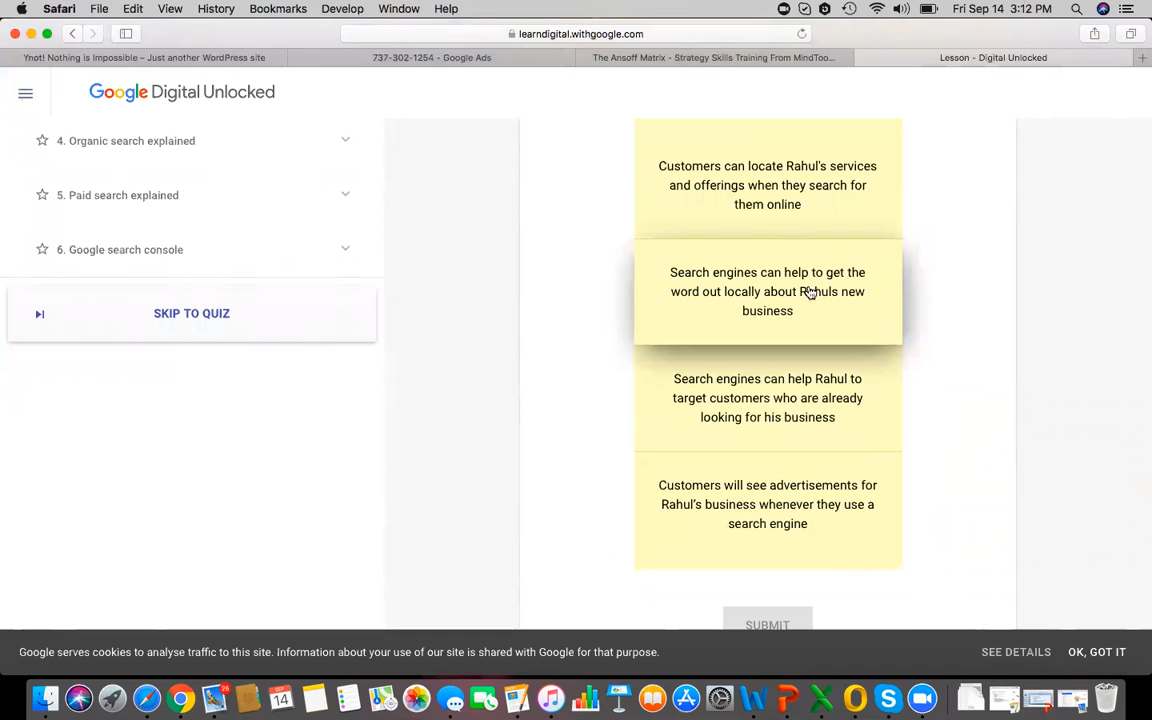 Safari File Edit View History Bookmarks Develop Window Help Fri Sep 14 3:12 PM
learndigital.withgoogle.com
Ynot! Nothing is Impossible – Just another WordPress site 737-302-1254 - Google Ads The Ansoff Matrix - Strategy Skills Training From MindToo... Lesson - Digital Unlocked
Google Digital Unlocked
4. Organic search explained
5. Paid search explained
6. Google search console
SKIP TO QUIZ
Customers can locate Rahul's services
and offerings when they search for
them online
Search engines can help to get the
word out locally about Rahuls new
business
Search engines can help Rahul to
target customers who are already
looking for his business
Customers will see advertisements for
Rahul's business whenever they use a
search engine
SUBMIT
Google serves cookies to analyse traffic to this site. Information about your use of our site is shared with Google for that purpose. SEE DETAILS OK, GOT IT